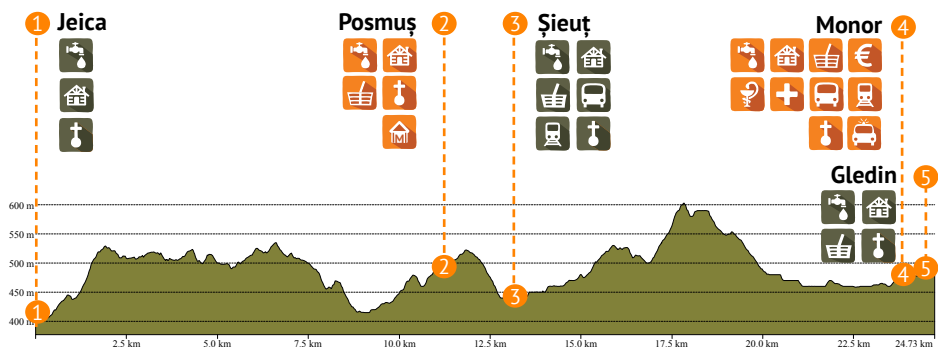 1 Jeica
Posmuș 2
3 Șieuț
Monor 4
€
M
Gledin 5
600 m
550 m
500 m
450 m
400 m
1
2
3
4
5
2.5 km 5.0 km 7.5 km 10.0 km 12.5 km 15.0 km 17.5 km 20.0 km 22.5 km 24.73 km